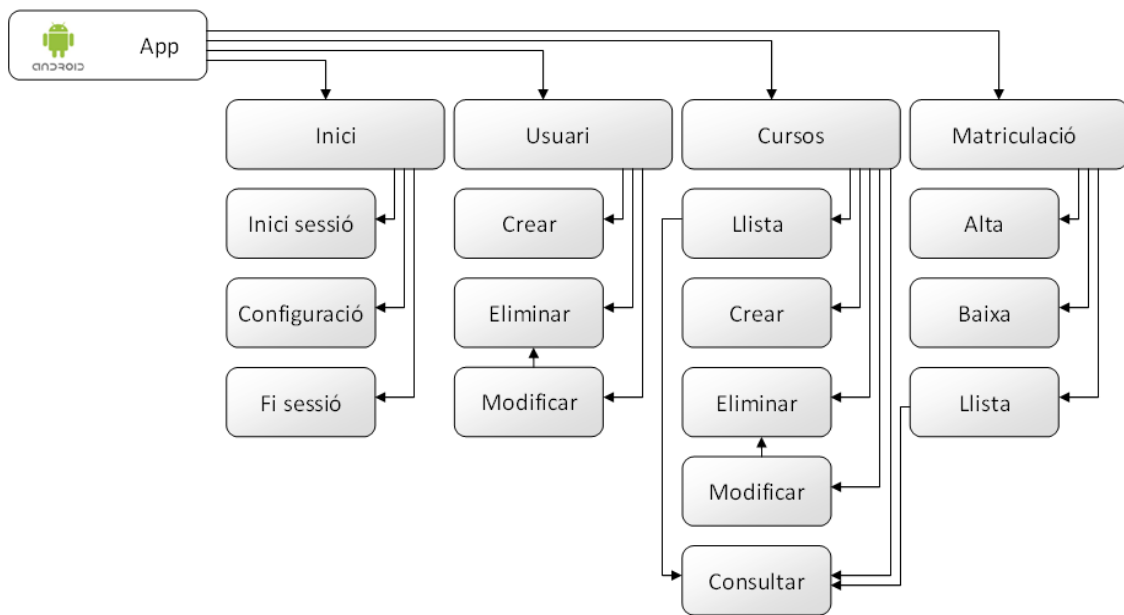 App
ANDROID
Inici
Usuari
Cursos
Matriculació
Inici sessió
Crear
Llista
Alta
Configuració
Eliminar
Crear
Baixa
Fi sessió
Modificar
Eliminar
Llista
Modificar
Consultar